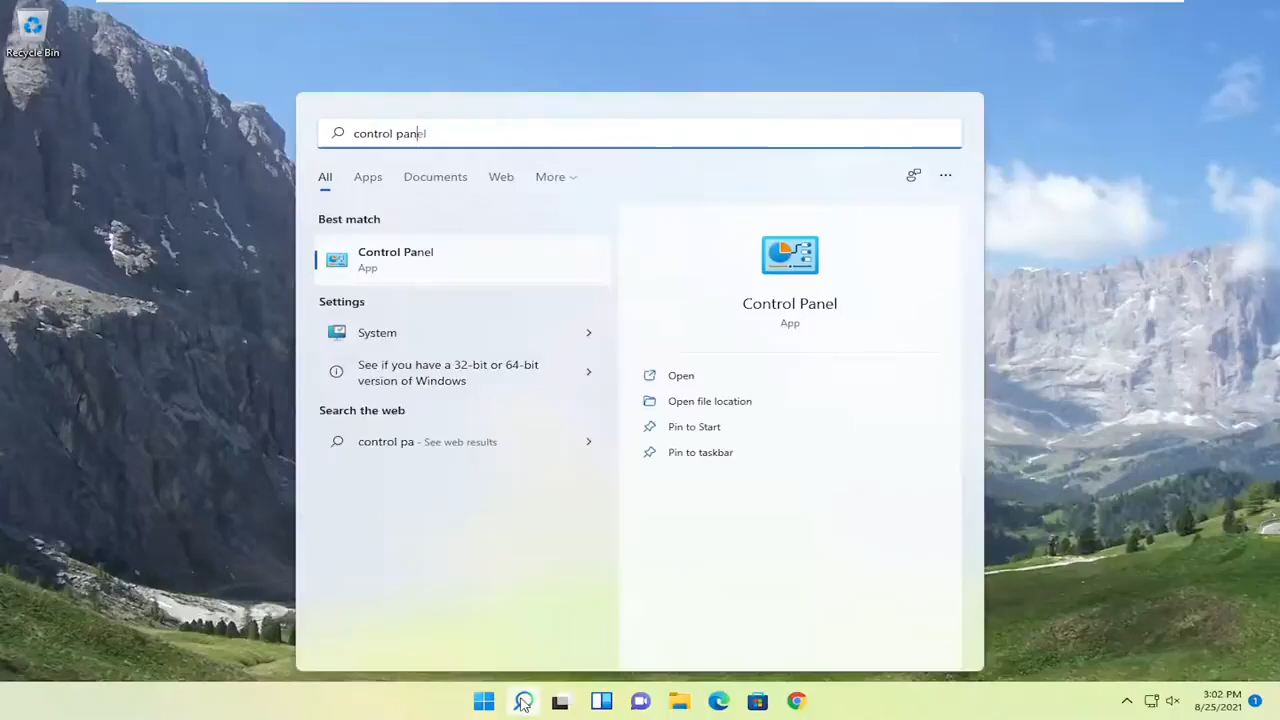 Recycle Bin
control panel
All Apps Documents Web More
Best match
Control Panel
App
Settings
System
See if you have a 32-bit or 64-bit
version of Windows
Search the web
control pa - See web results
Control Panel
App
Open
Open file location
Pin to Start
Pin to taskbar
3:02 PM
8/25/2021
1